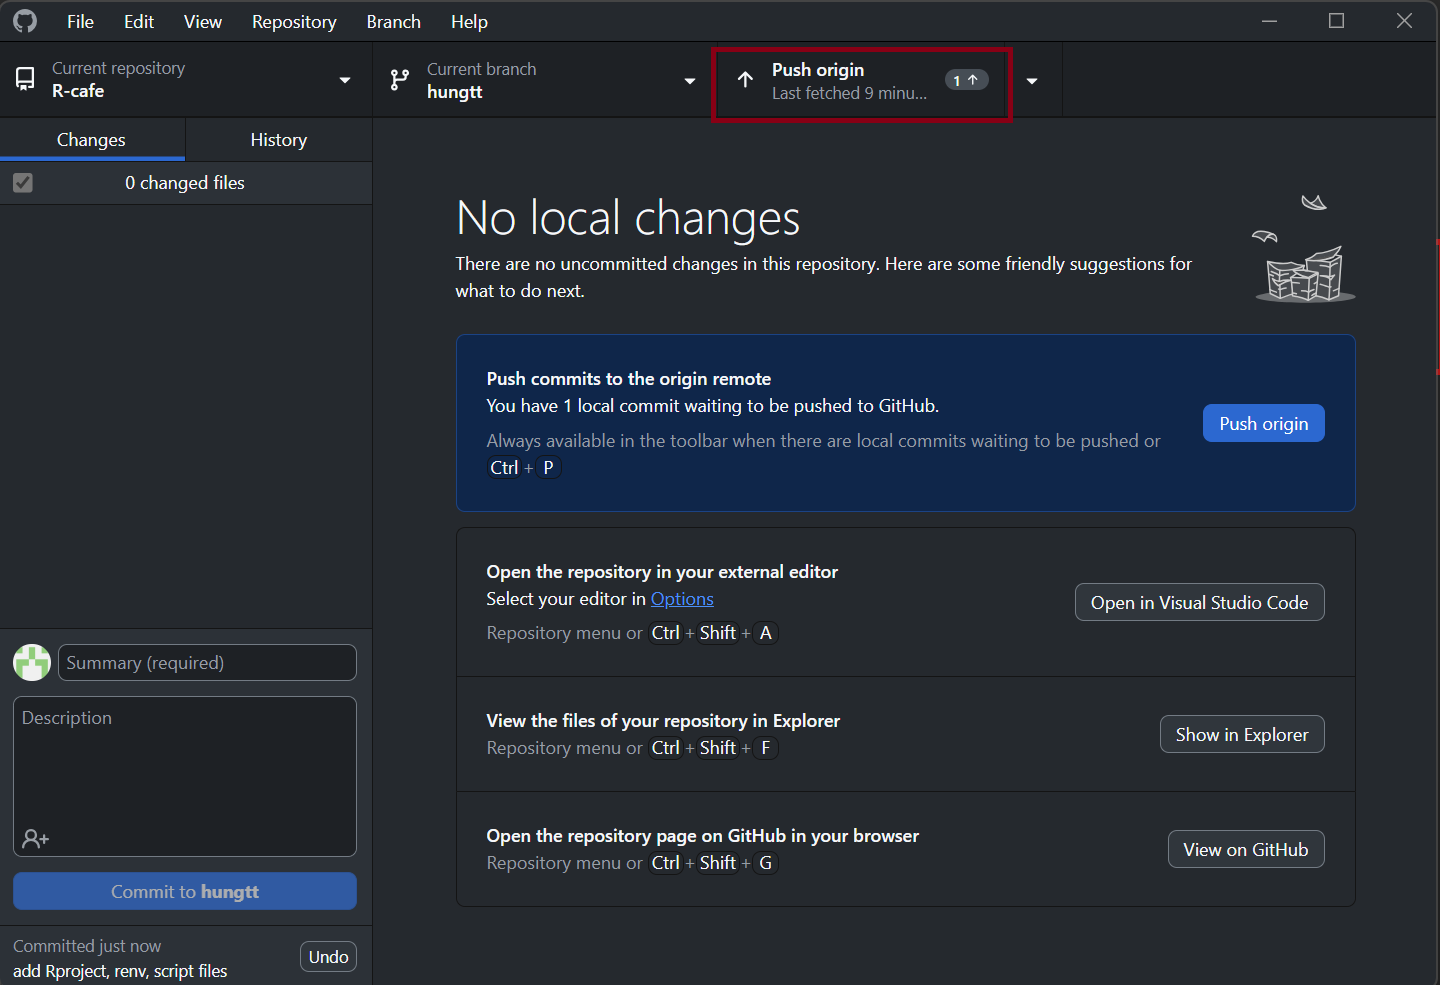 File Edit View Repository Branch Help
Current repository
R-cafe
Current branch
hungtt
Push origin
Last fetched 9 minu...
1
Changes
History
0 changed files
No local changes
There are no uncommitted changes in this repository. Here are some friendly suggestions for
what to do next.
Push commits to the origin remote
You have 1 local commit waiting to be pushed to GitHub.
Always available in the toolbar when there are local commits waiting to be pushed or
Ctrl + P
Push origin
Open the repository in your external editor
Select your editor in Options
Repository menu or Ctrl + Shift + A
Open in Visual Studio Code
View the files of your repository in Explorer
Repository menu or Ctrl + Shift + F
Show in Explorer
Open the repository page on GitHub in your browser
Repository menu or Ctrl + Shift + G
View on GitHub
Summary (required)
Description
Commit to hungtt
Committed just now
add Rproject, renv, script files
Undo